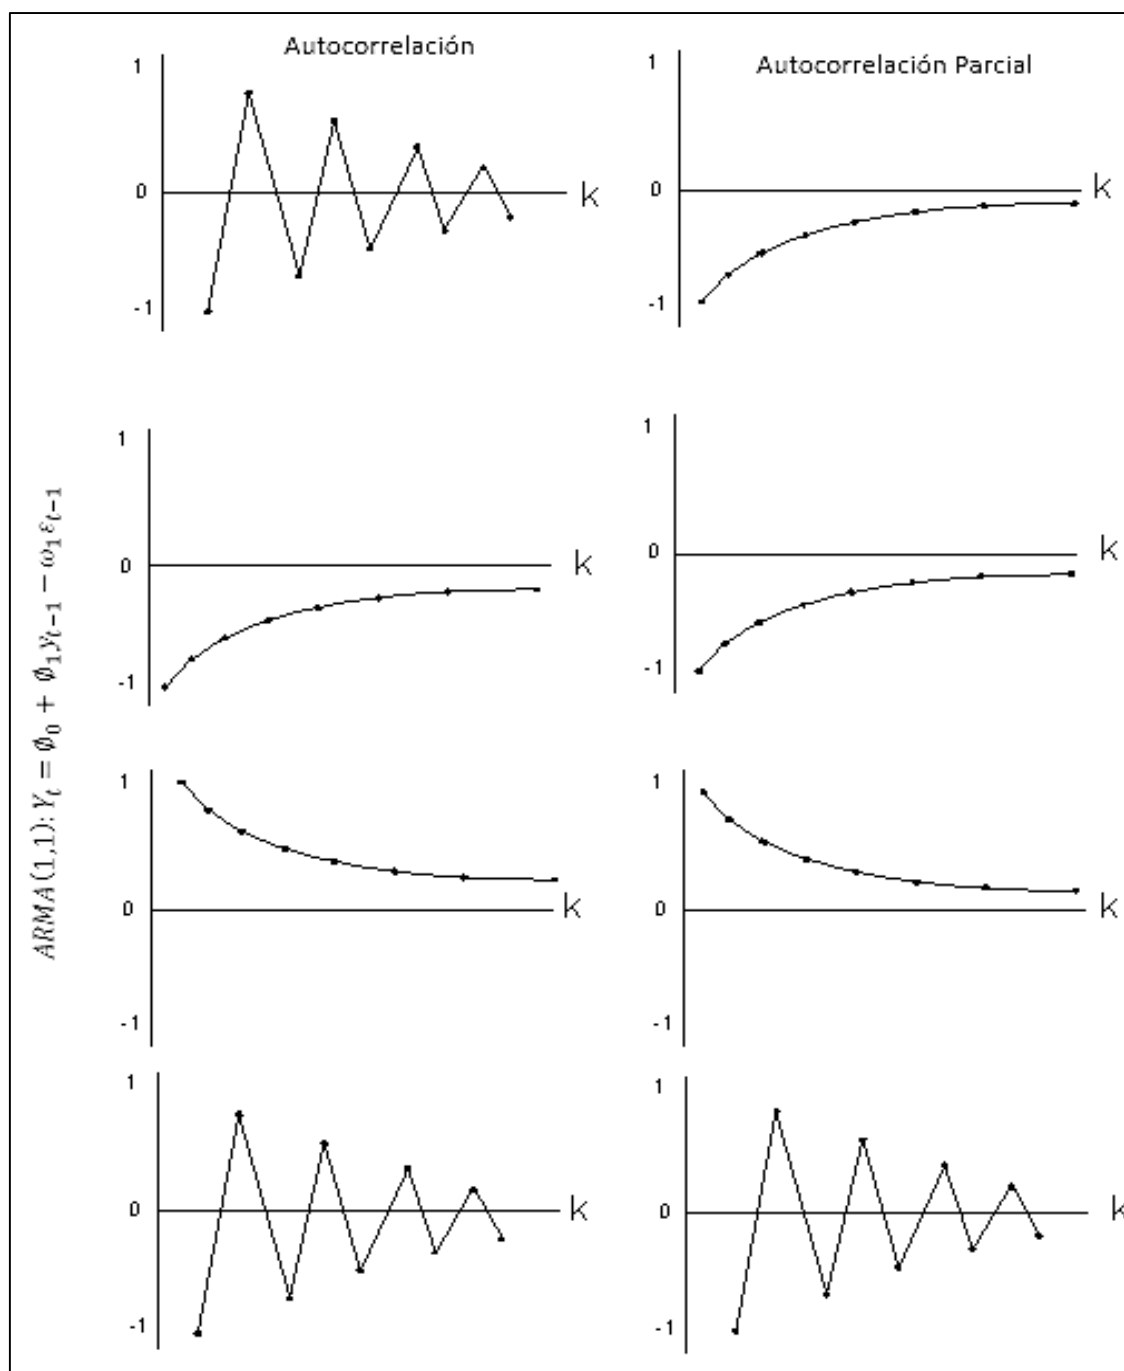 Autocorrelación
Autocorrelación Parcial
1
0
-1
k
1
0
-1
k
ARMA(1,1): Y_t = ∅_0 + ∅_1 y_{t-1} − ω_1 ε_{t-1}
1
0
-1
k
1
0
-1
k
1
0
-1
k
1
0
-1
k
1
0
-1
k
1
0
-1
k